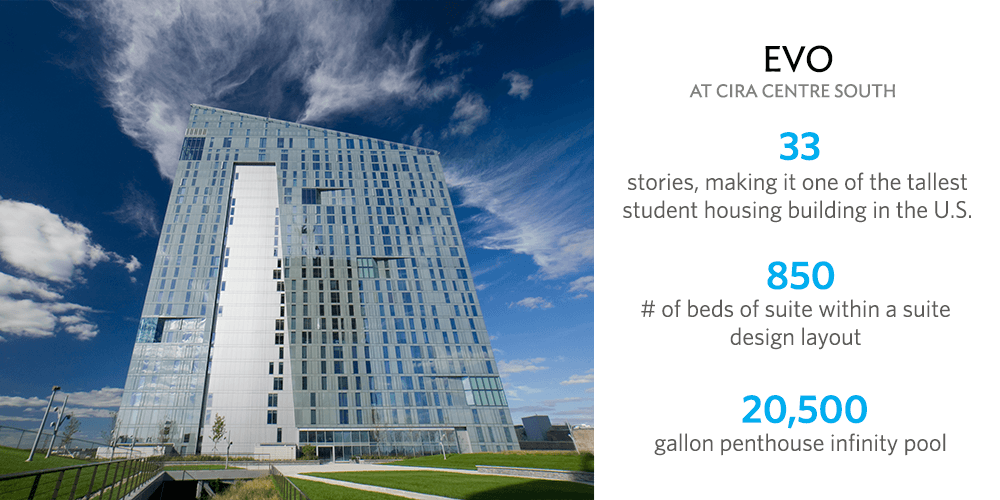 EVO
AT CIRA CENTRE SOUTH
33
stories, making it one of the tallest
student housing building in the U.S.
850
# of beds of suite within a suite
design layout
20,500
gallon penthouse infinity pool